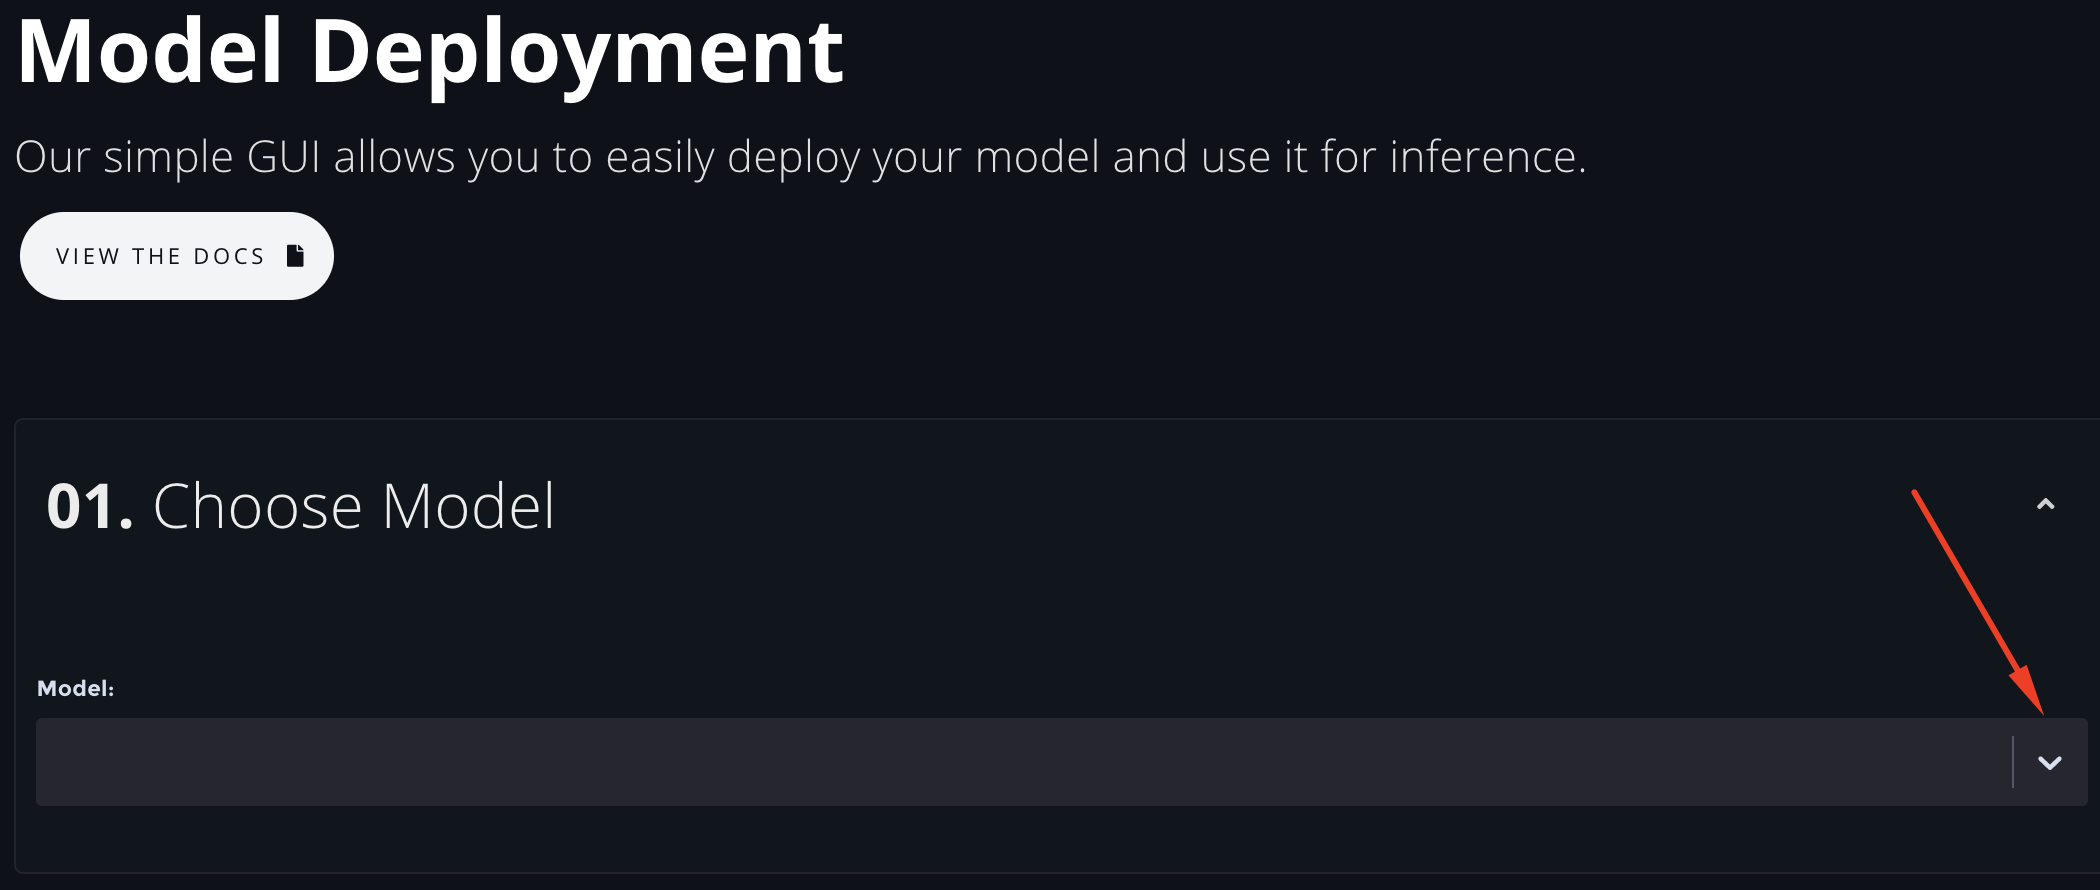 Model Deployment
Our simple GUI allows you to easily deploy your model and use it for inference.
VIEW THE DOCS
01. Choose Model
Model: